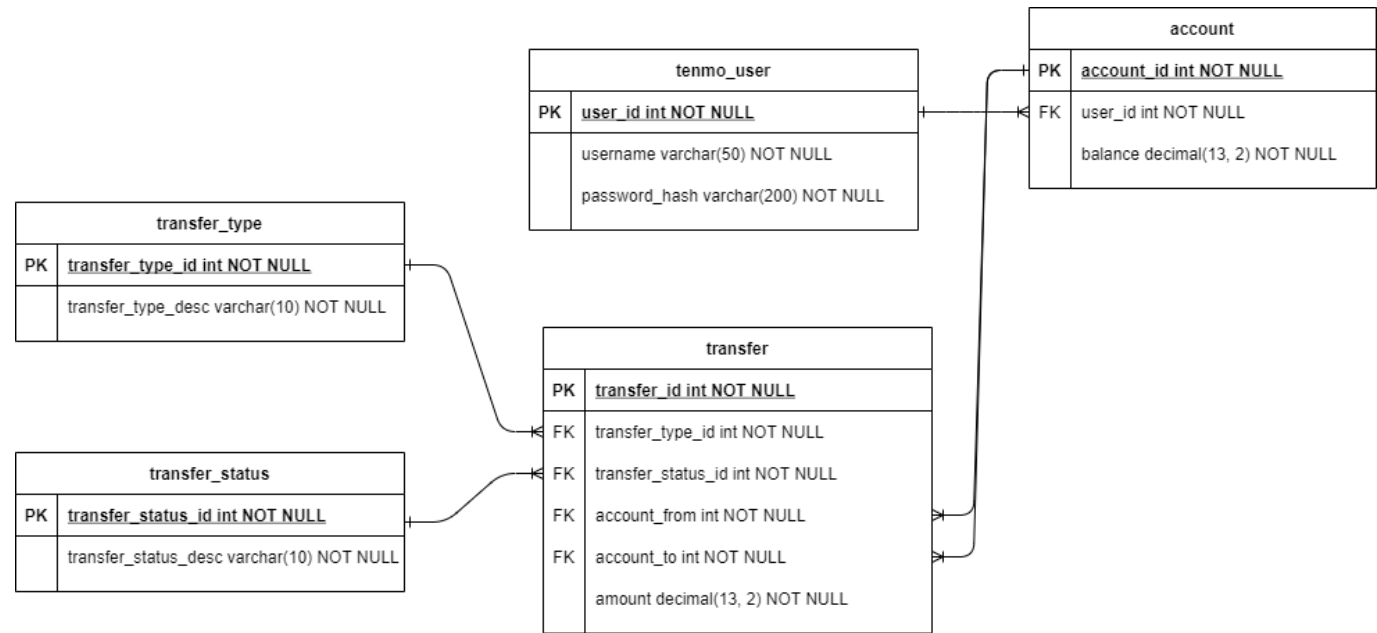 account
PK account_id int NOT NULL
FK user_id int NOT NULL
balance decimal(13, 2) NOT NULL
tenmo_user
PK user_id int NOT NULL
username varchar(50) NOT NULL
password_hash varchar(200) NOT NULL
transfer_type
PK transfer_type_id int NOT NULL
transfer_type_desc varchar(10) NOT NULL
transfer
PK transfer_id int NOT NULL
FK transfer_type_id int NOT NULL
FK transfer_status_id int NOT NULL
FK account_from int NOT NULL
FK account_to int NOT NULL
amount decimal(13, 2) NOT NULL
transfer_status
PK transfer_status_id int NOT NULL
transfer_status_desc varchar(10) NOT NULL